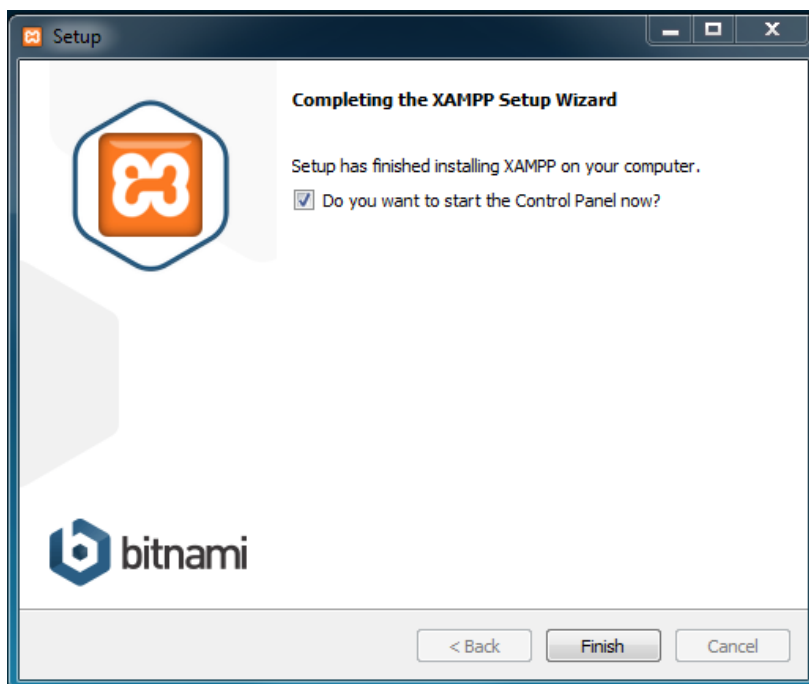 Setup
Completing the XAMPP Setup Wizard
Setup has finished installing XAMPP on your computer.
Do you want to start the Control Panel now?
bitnami
< Back
Finish
Cancel